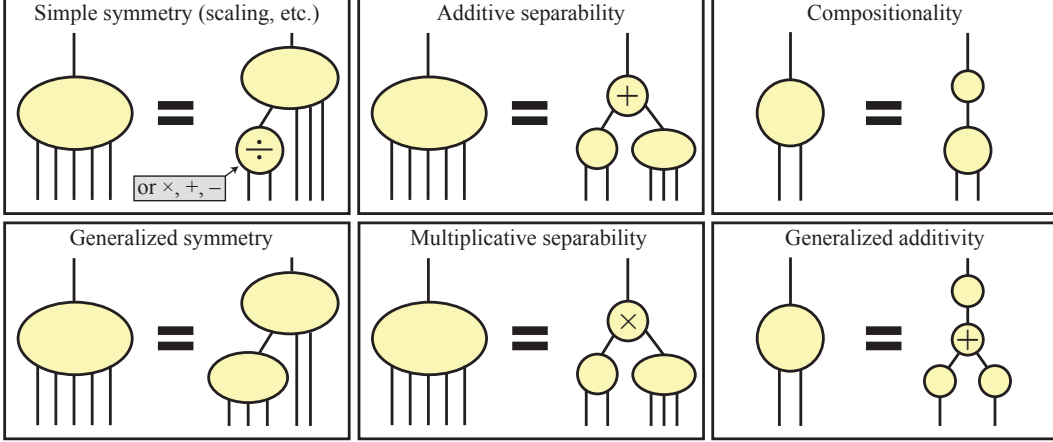 Simple symmetry (scaling, etc.)
Additive separability
Compositionality
=
÷
or ×, +, –
=
+
=
Generalized symmetry
Multiplicative separability
Generalized additivity
=
=
×
=
+